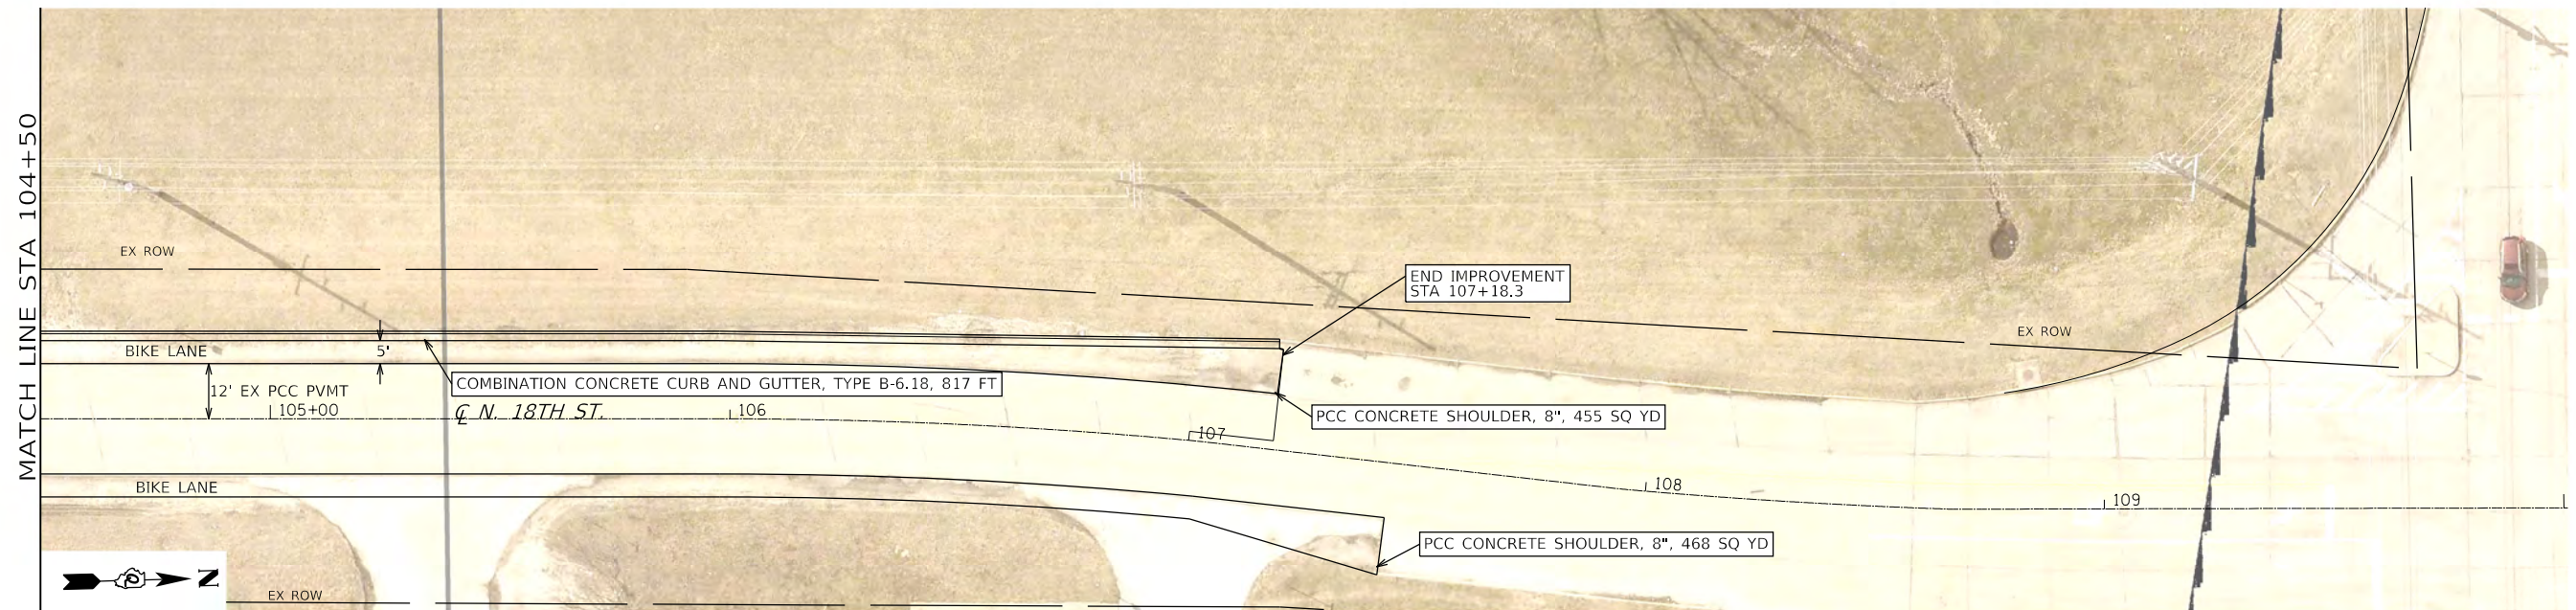 MATCH LINE STA 104+50
EX ROW
END IMPROVEMENT
STA 107+18.3
EX ROW
BIKE LANE
5'
COMBINATION CONCRETE CURB AND GUTTER, TYPE B-6.18, 817 FT
12' EX PCC PVMT
105+00
℄ N. 18TH ST.
106
PCC CONCRETE SHOULDER, 8", 455 SQ YD
107
108
109
BIKE LANE
PCC CONCRETE SHOULDER, 8", 468 SQ YD
N
EX ROW